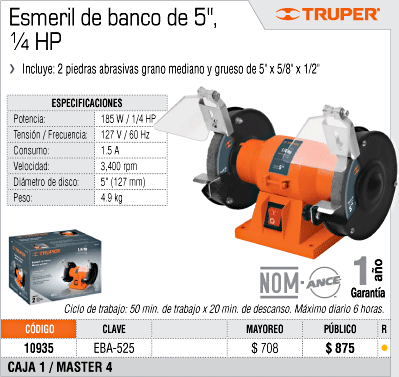 Esmeril de banco de 5",
¼ HP
TRUPER
Incluye: 2 piedras abrasivas grano mediano y grueso de 5" x 5/8" x 1/2"
ESPECIFICACIONES
Potencia: 185 W / 1/4 HP
Tensión / Frecuencia: 127 V / 60 Hz
Consumo: 1.5 A
Velocidad: 3,400 rpm
Diámetro de disco: 5" (127 mm)
Peso: 4.9 kg
NOM-ANCE
1 año
Garantía
Ciclo de trabajo: 50 min. de trabajo x 20 min. de descanso. Máximo diario 6 horas.
CÓDIGO CLAVE MAYOREO PÚBLICO R
10935 EBA-525 $ 708 $ 875
CAJA 1 / MASTER 4